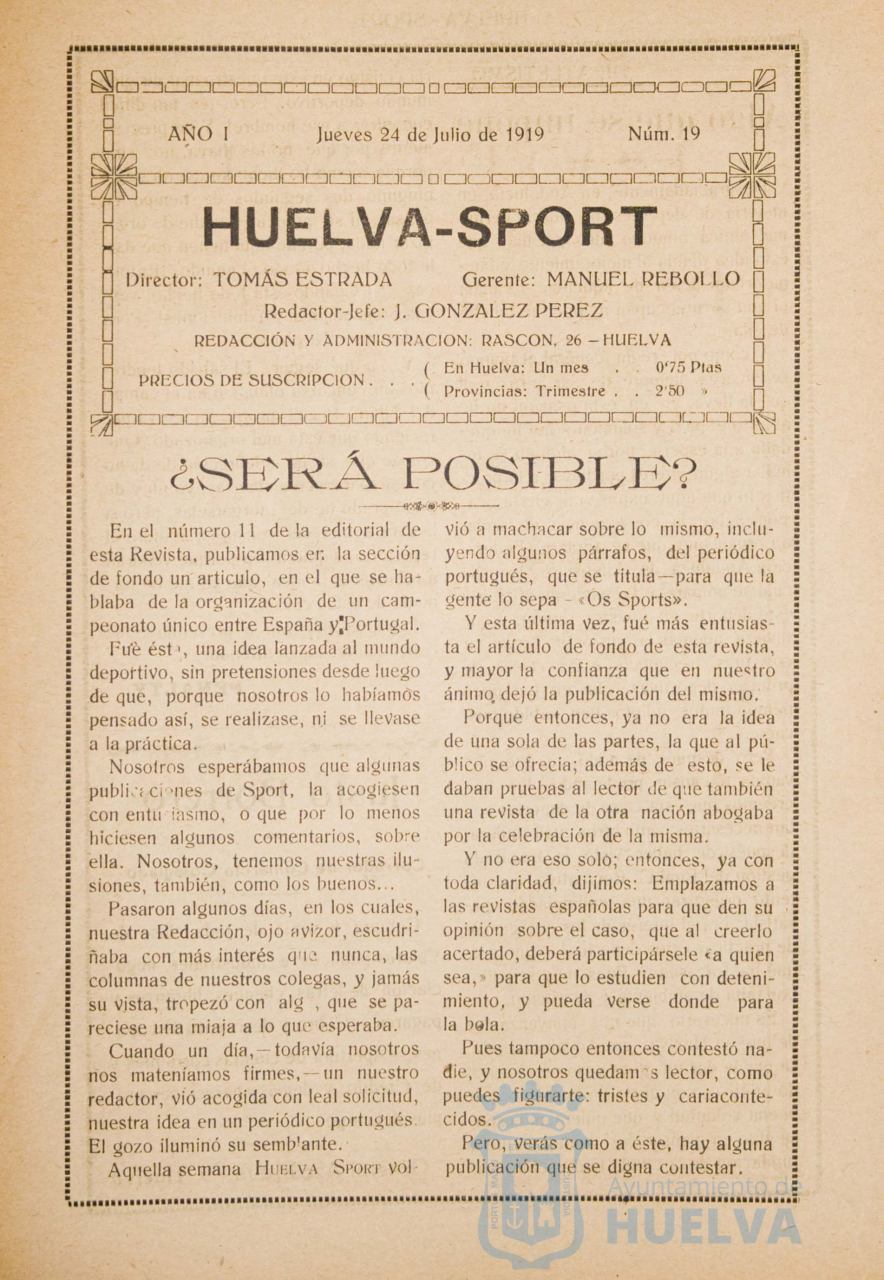 AÑO I
Jueves 24 de Julio de 1919
Núm. 19
HUELVA-SPORT
Director: TOMÁS ESTRADA
Gerente: MANUEL REBOLLO
Redactor-Jefe: J. GONZALEZ PEREZ
REDACCIÓN Y ADMINISTRACION: RASCON, 26 – HUELVA
PRECIOS DE SUSCRIPCION . . . ( En Huelva: Un mes . . 0'75 Ptas
( Provincias: Trimestre . . 2'50 »
¿SERÁ POSIBLE?
En el número 11 de la editorial de
esta Revista, publicamos en la sección
de fondo un articulo, en el que se ha-
blaba de la organización de un cam-
peonato único entre España y Portugal.
Fué ésta, una idea lanzada al mundo
deportivo, sin pretensiones desde luego
de que, porque nosotros lo habíamos
pensado así, se realizase, ni se llevase
a la práctica.
Nosotros esperábamos que algunas
publicaciones de Sport, la acogiesen
con entusiasmo, o que por lo menos
hiciesen algunos comentarios, sobre
ella. Nosotros, tenemos nuestras ilu-
siones, también, como los buenos...
Pasaron algunos días, en los cuales,
nuestra Redacción, ojo avizor, escudri-
ñaba con más interés que nunca, las
columnas de nuestros colegas, y jamás
su vista, tropezó con alg , que se pa-
reciese una miaja a lo que esperaba.
Cuando un día,—todavía nosotros
nos mateníamos firmes,—un nuestro
redactor, vió acogida con leal solicitud,
nuestra idea en un periódico portugués.
El gozo iluminó su semblante.
Aquella semana HUELVA SPORT vol-
vió a machacar sobre lo mismo, inclu-
yendo algunos párrafos, del periódico
portugués, que se titula—para que la
gente lo sepa – «Os Sports».
Y esta última vez, fué más entusias-
ta el artículo de fondo de esta revista,
y mayor la confianza que en nuestro
ánimo, dejó la publicación del mismo.
Porque entonces, ya no era la idea
de una sola de las partes, la que al pú-
blico se ofrecia; además de esto, se le
daban pruebas al lector de que también
una revista de la otra nación abogaba
por la celebración de la misma.
Y no era eso solo; entonces, ya con
toda claridad, dijimos: Emplazamos a
las revistas españolas para que den su
opinión sobre el caso, que al creerlo
acertado, deberá participársele «a quien
sea,» para que lo estudien con deteni-
miento, y pueda verse donde para
la bola.
Pues tampoco entonces contestó na-
die, y nosotros quedamos lector, como
puedes figurarte: tristes y cariaconte-
cidos.
Pero, verás como a éste, hay alguna
publicación que se digna contestar.
Ayuntamiento de
HUELVA